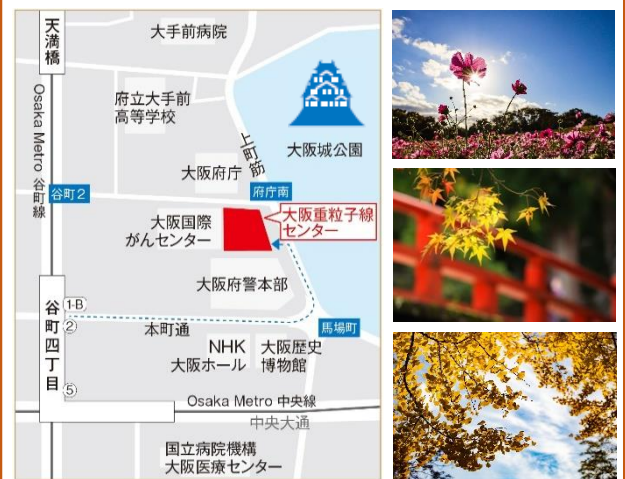 天満橋
大手前病院
府立大手前
高等学校
Osaka Metro 谷町線
上町筋
大阪城公園
大阪府庁
谷町2
府庁南
大阪国際
がんセンター
大阪重粒子線
センター
大阪府警本部
谷町四丁目
1-B
②
本町通
馬場町
NHK
大阪ホール
大阪歴史
博物館
⑤
Osaka Metro 中央線
中央大通
国立病院機構
大阪医療センター